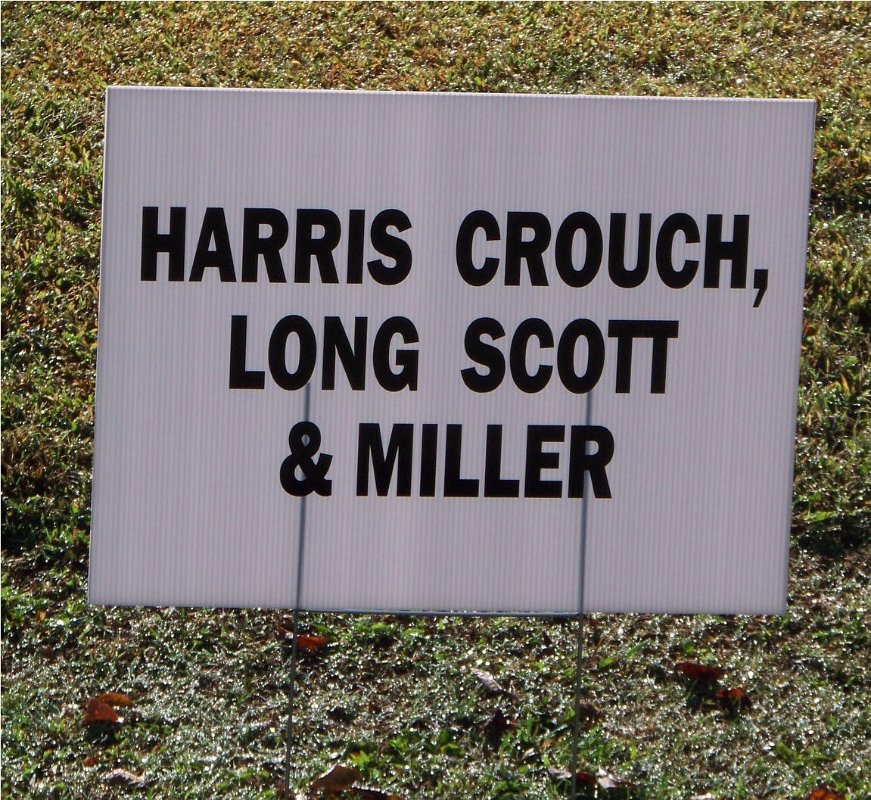 HARRIS CROUCH,
LONG SCOTT
& MILLER